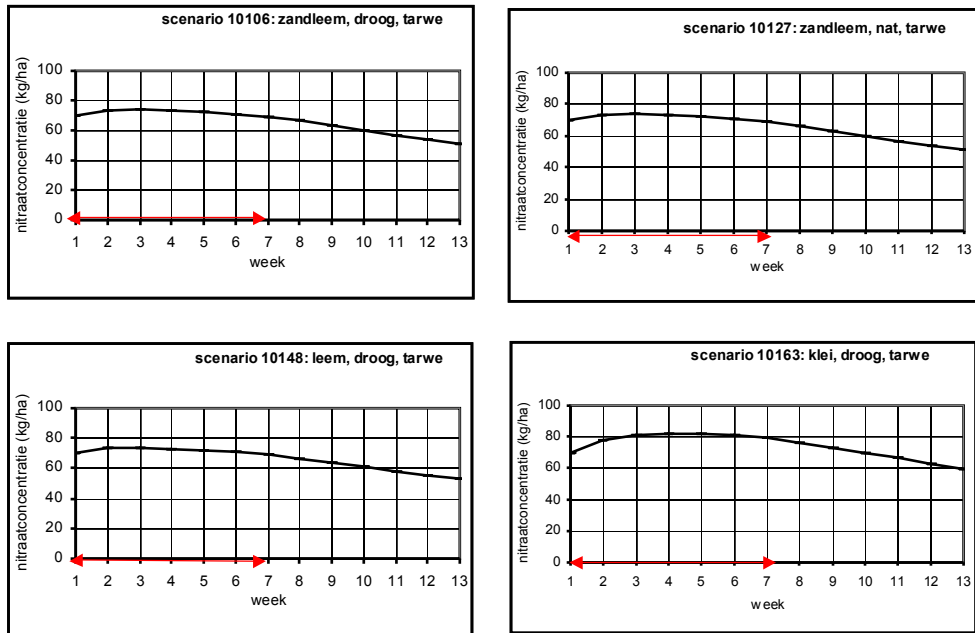 scenario 10106: zandleem, droog, tarwe
nitraatconcentratie (kg/ha)
100
80
60
40
20
0
1 2 3 4 5 6 7 8 9 10 11 12 13
week
scenario 10127: zandleem, nat, tarwe
nitraatconcentratie (kg/ha)
100
80
60
40
20
0
1 2 3 4 5 6 7 8 9 10 11 12 13
week
scenario 10148: leem, droog, tarwe
nitraatconcentratie (kg/ha)
100
80
60
40
20
0
1 2 3 4 5 6 7 8 9 10 11 12 13
week
scenario 10163: klei, droog, tarwe
nitraatconcentratie (kg/ha)
100
80
60
40
20
0
1 2 3 4 5 6 7 8 9 10 11 12 13
week